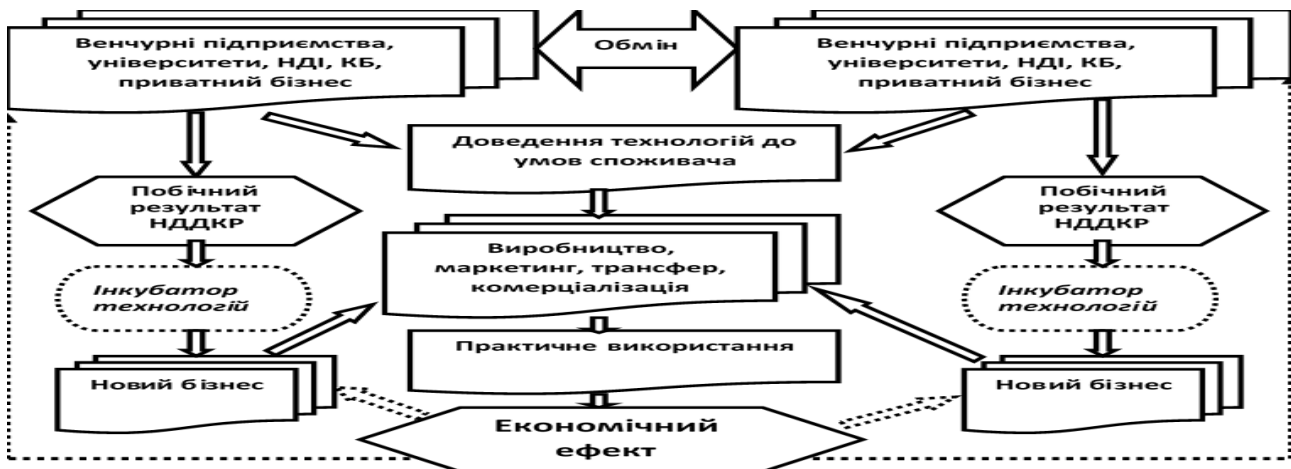 Венчурні підприємства,
університети, НДІ, КБ,
приватний бізнес
Обмін
Венчурні підприємства,
університети, НДІ, КБ,
приватний бізнес
Доведення технологій до
умов споживача
Побічний
результат
НДДКР
Побічний
результат
НДДКР
Виробництво,
маркетинг, трансфер,
комерціалізація
Інкубатор
технологій
Інкубатор
технологій
Практичне використання
Новий бізнес
Новий бізнес
Економічний
ефект